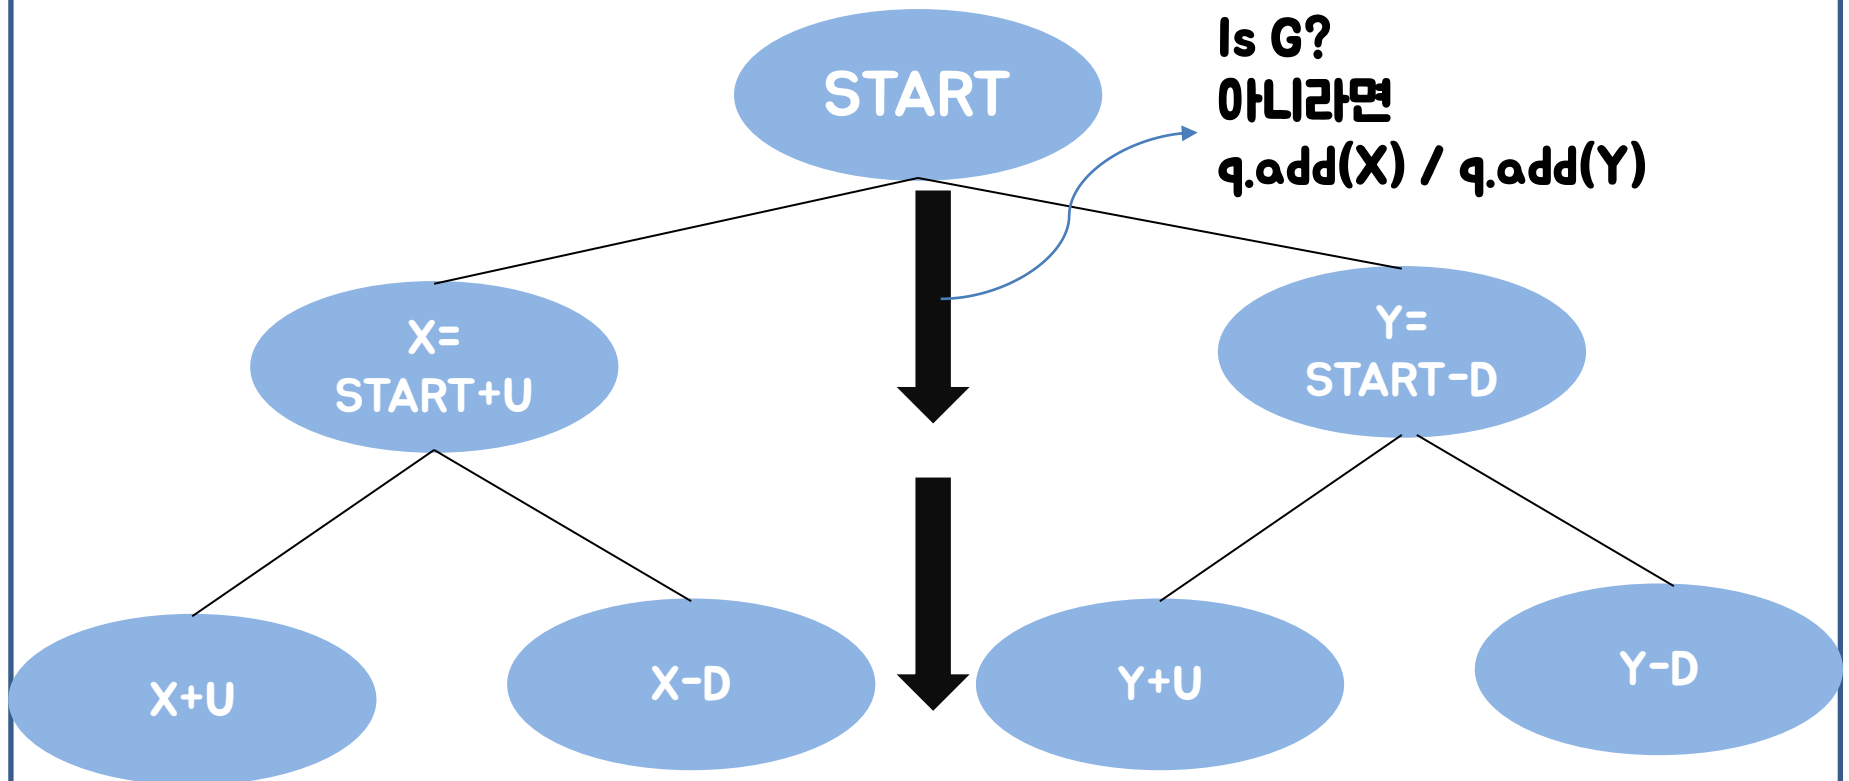 START
Is G?
아니라면
q.add(X) / q.add(Y)
X=
START+U
Y=
START-D
X+U
X-D
Y+U
Y-D